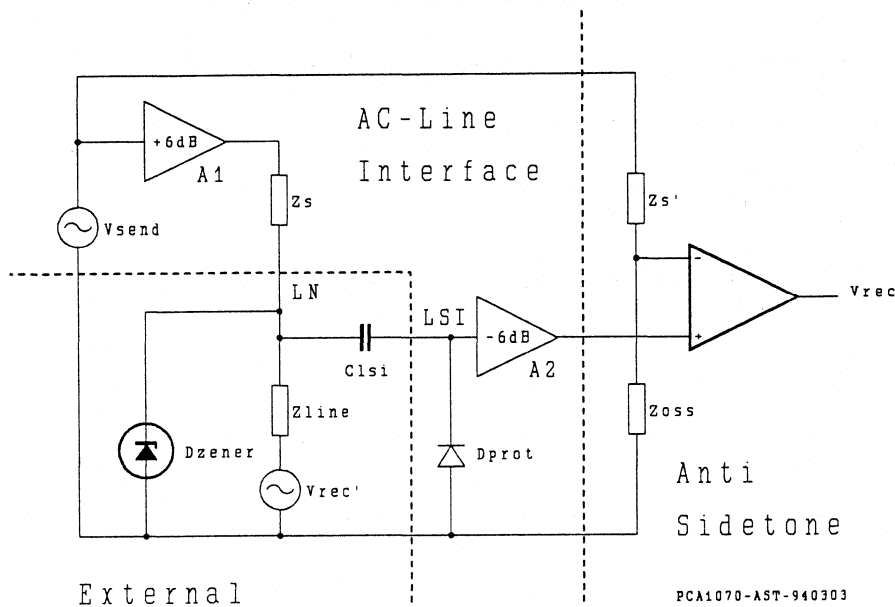 AC-Line
Interface
+6dB
A1
Zs
Zs'
Vsend
-
+
Vrec
LN
LSI
-6dB
A2
Clsi
Zline
Zoss
Dzener
Dprot
Vrec'
Anti
Sidetone
External
PCA1070-AST-940303